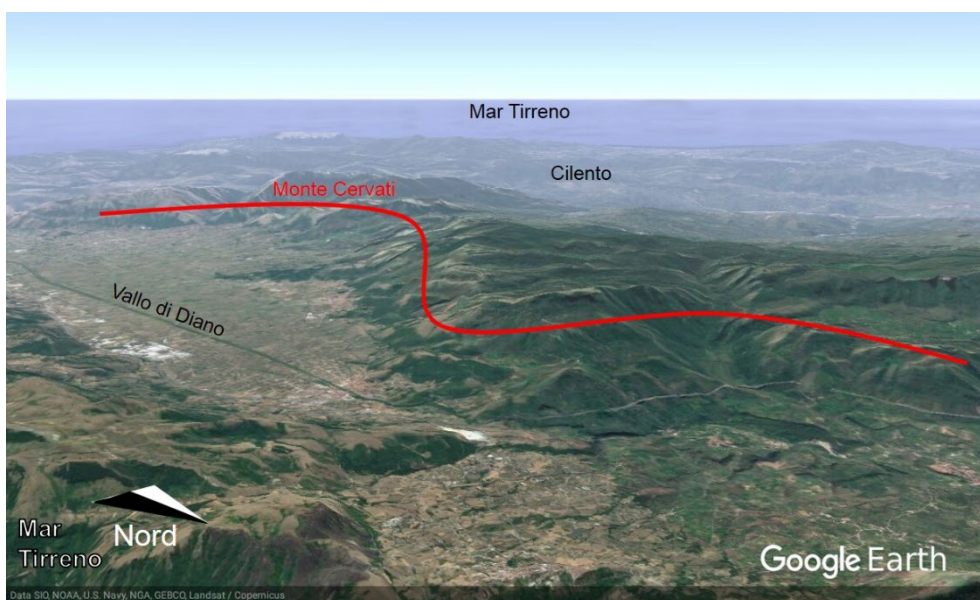 Mar Tirreno
Cilento
Monte Cervati
Vallo di Diano
Nord
Mar
Tirreno
Google Earth
Data SIO, NOAA, U.S. Navy, NGA, GEBCO, Landsat / Copernicus